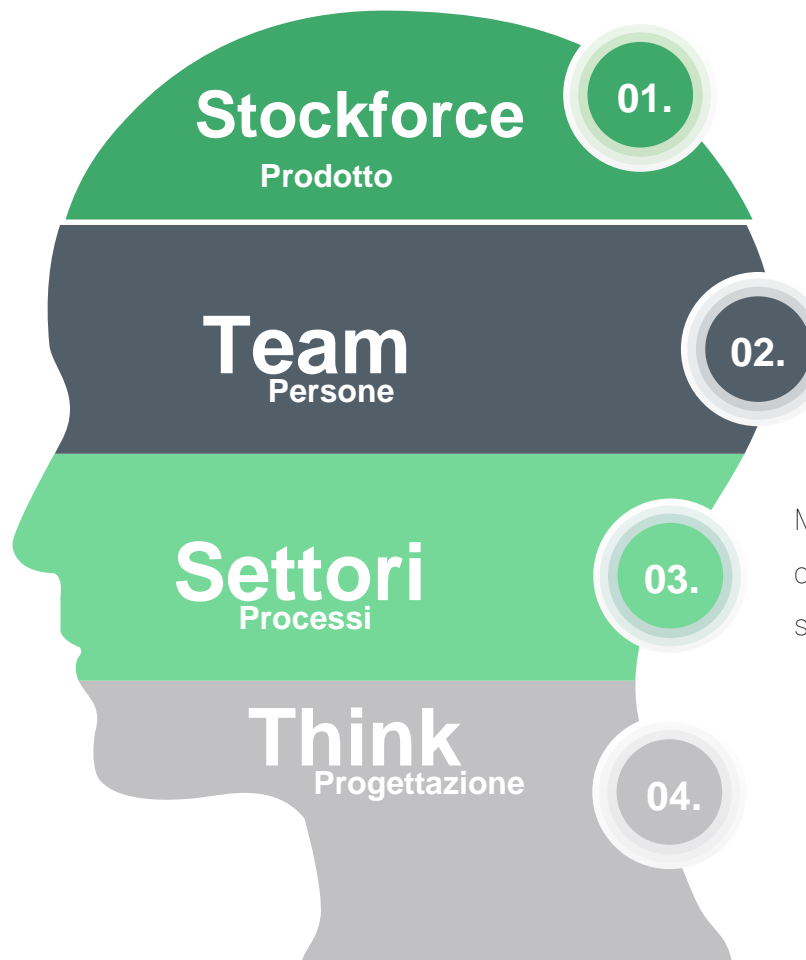 Stockforce
01.
Prodotto
Team
02.
Persone
Settori
03.
Processi
Think
Progettazione
04.